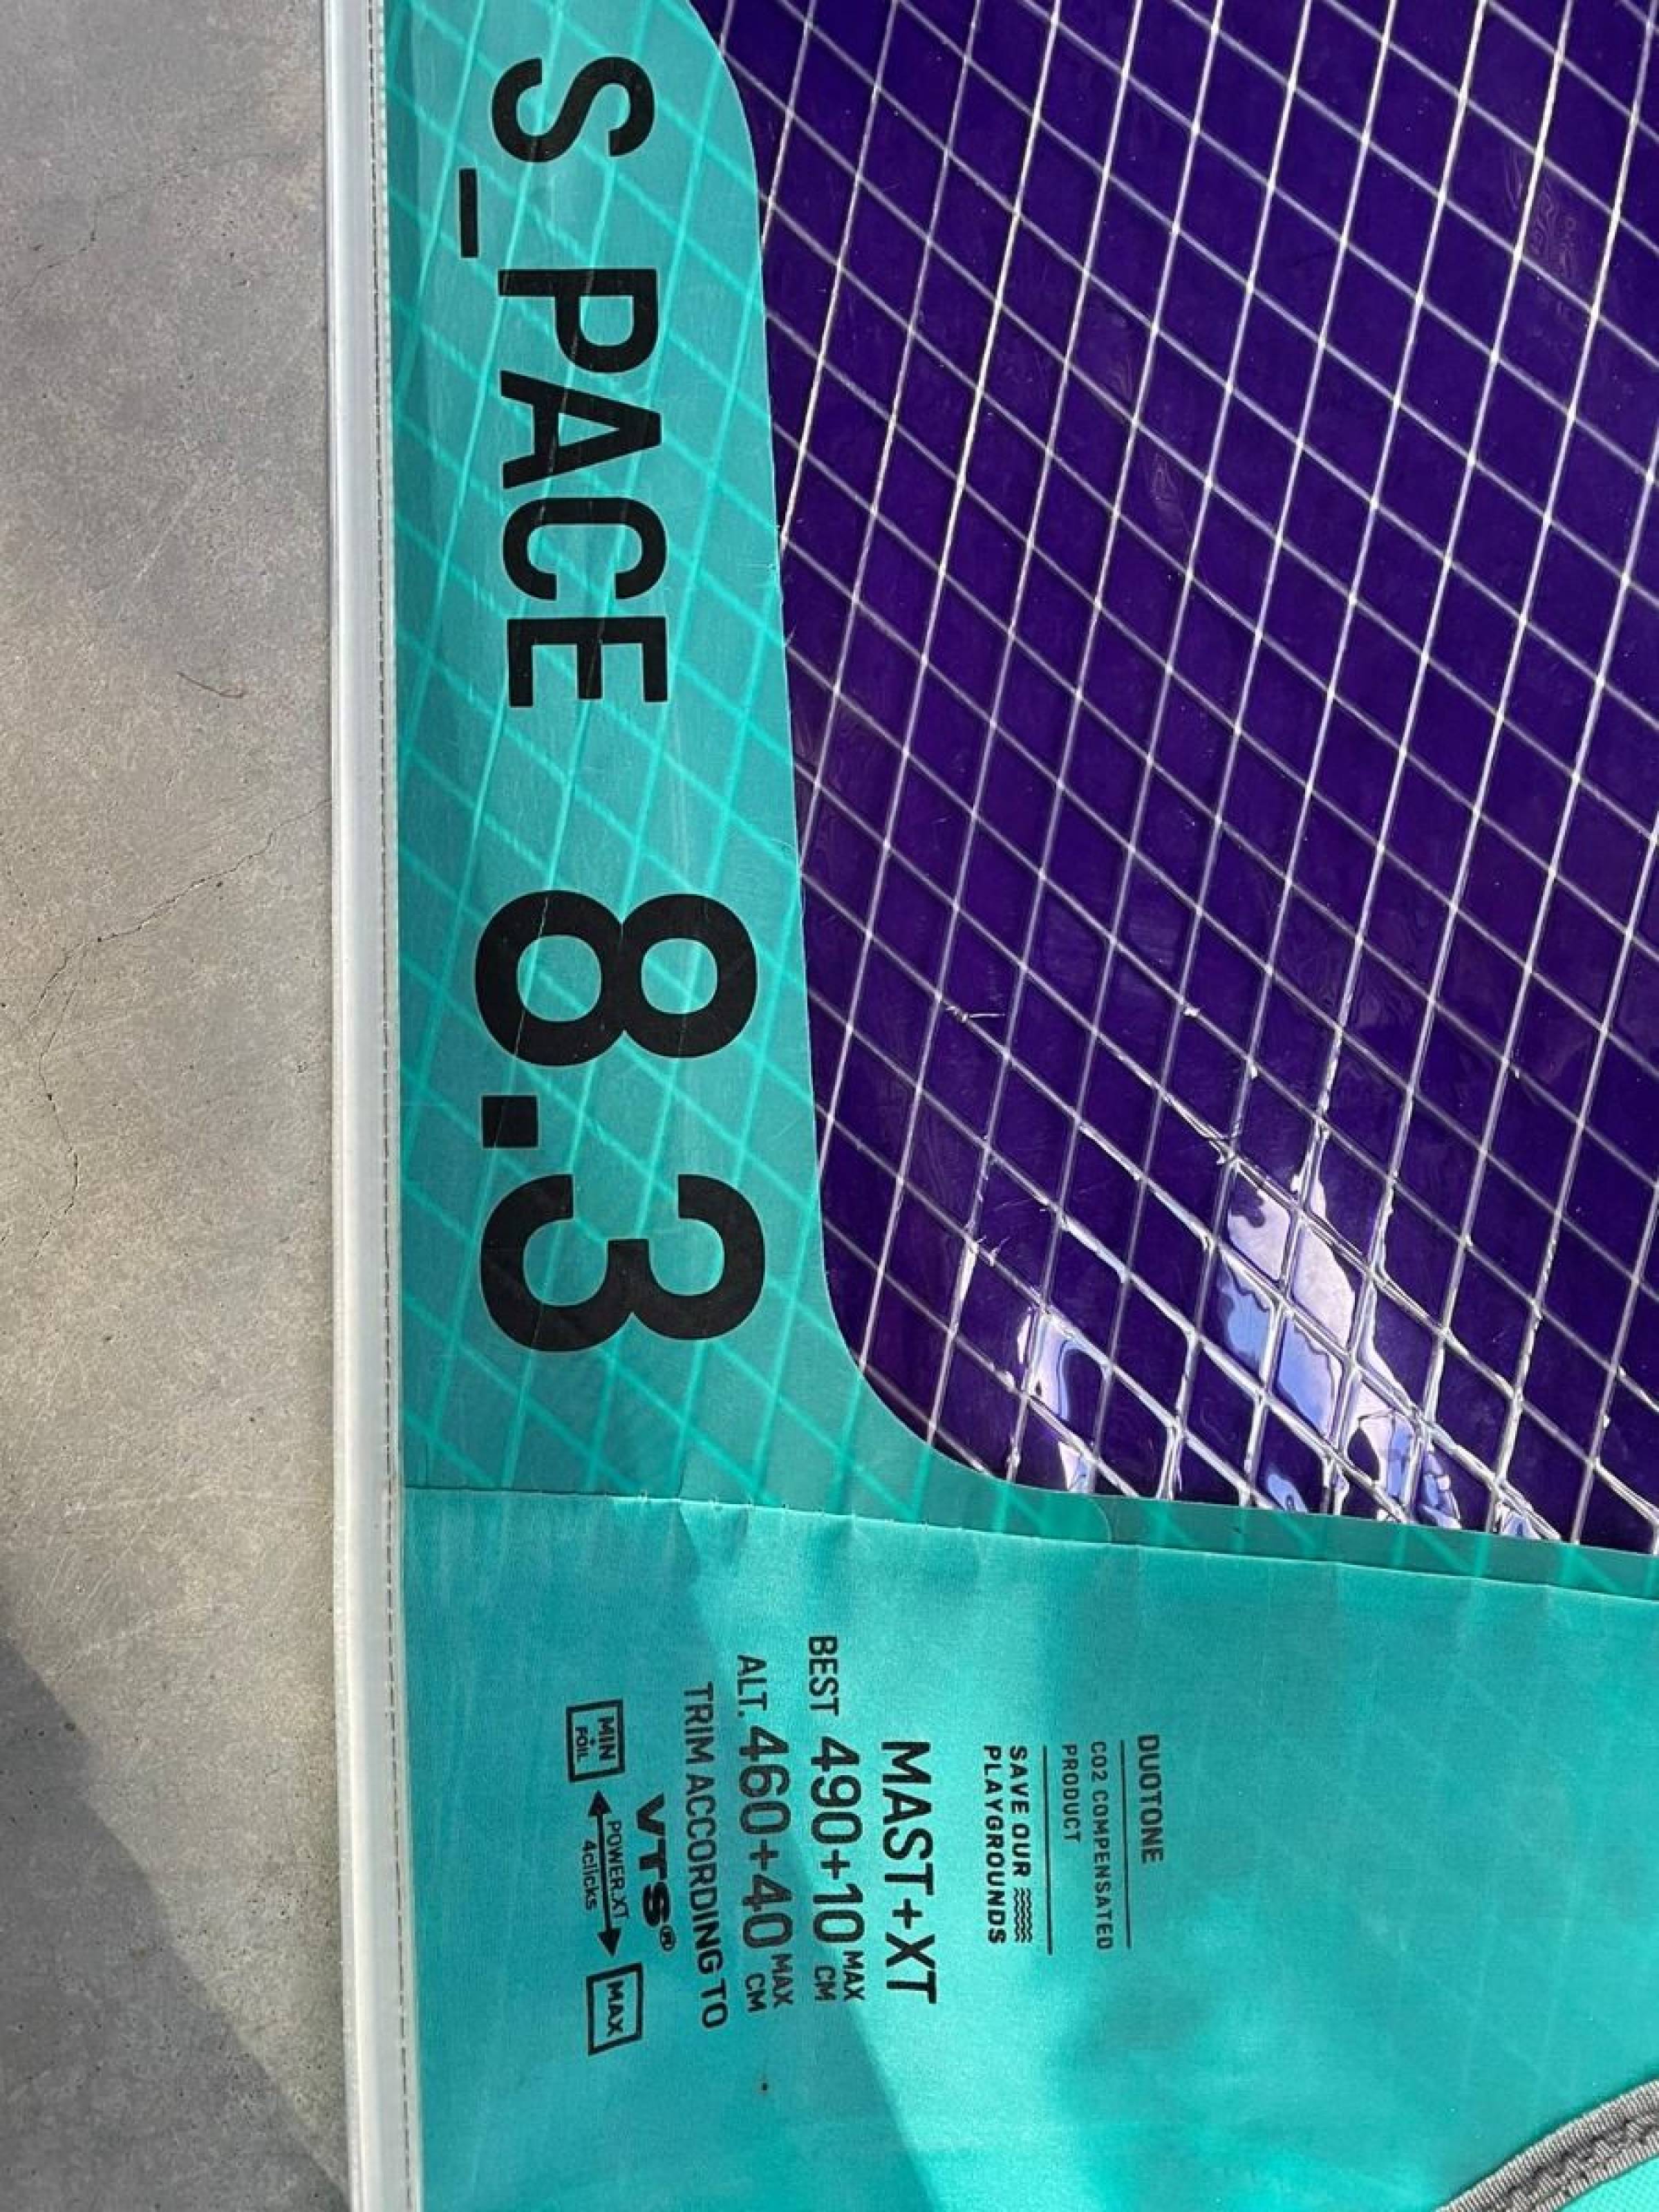 S_PACE 8.3
DUOTONE
CO2 COMPENSATED
PRODUCT
SAVE OUR
PLAYGROUNDS
MAST+XT
BEST 490+10 MAX CM
ALT. 460+40 MAX CM
TRIM ACCORDING TO
VTS®
MIN + FOIL POWER.XT 4clicks MAX